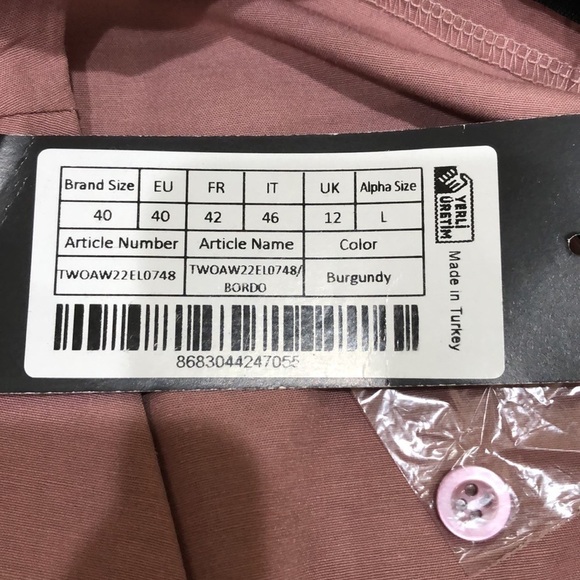 Brand Size EU FR IT UK Alpha Size
40 40 42 46 12 L
Article Number Article Name Color
TWOAW22EL0748 TWOAW22EL0748/ Burgundy
BORDO
8683044247055
YERLİ
ÜRETİM
Made in Turkey